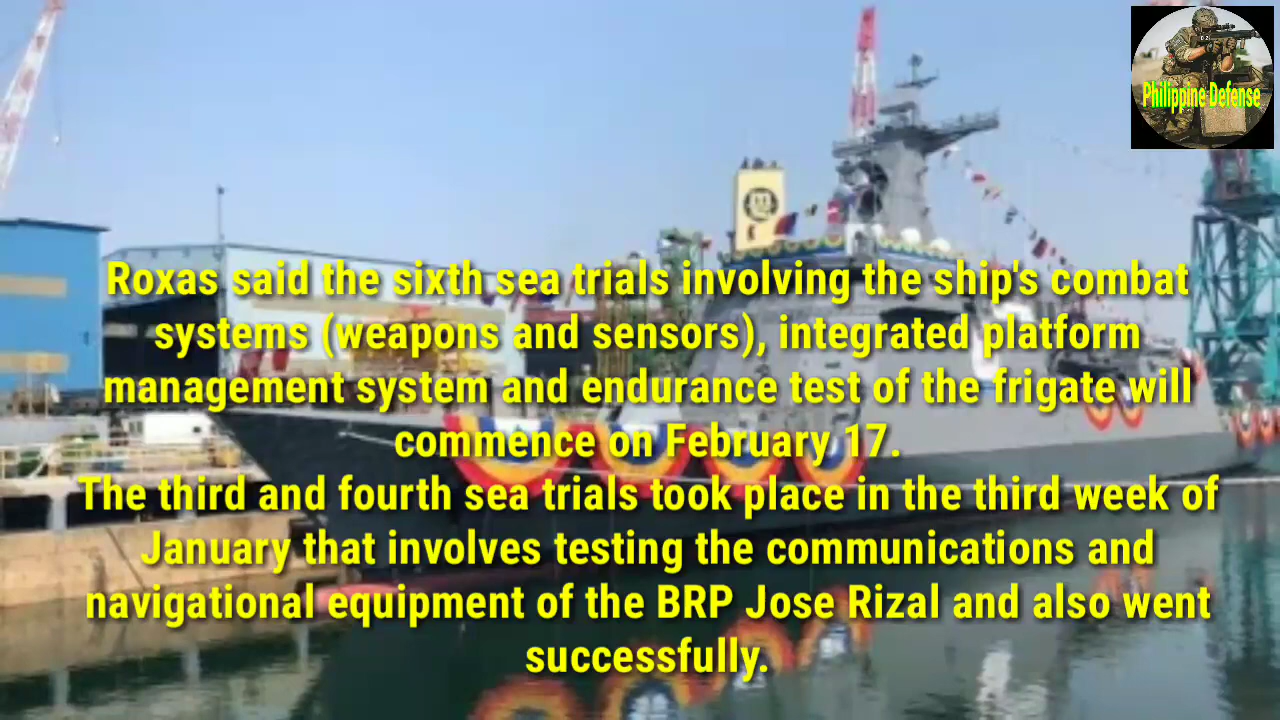 Philippine Defense
Roxas said the sixth sea trials involving the ship's combat
systems (weapons and sensors), integrated platform
management system and endurance test of the frigate will
commence on February 17.
The third and fourth sea trials took place in the third week of
January that involves testing the communications and
navigational equipment of the BRP Jose Rizal and also went
successfully.